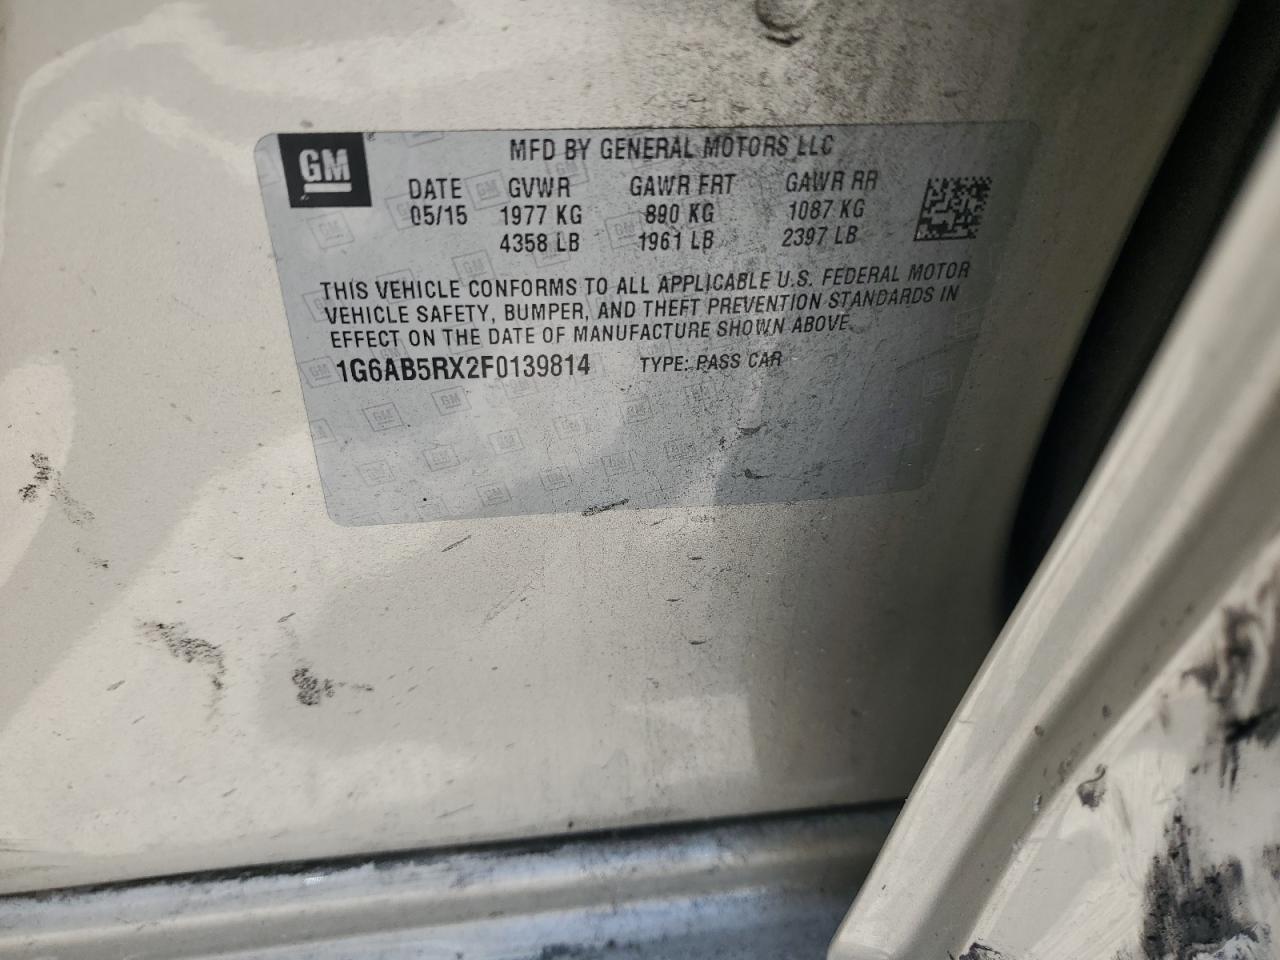 GM
MFD BY GENERAL MOTORS LLC
DATE GVWR GAWR FRT GAWR RR
05/15 1977 KG 890 KG 1087 KG
4358 LB 1961 LB 2397 LB
THIS VEHICLE CONFORMS TO ALL APPLICABLE U.S. FEDERAL MOTOR
VEHICLE SAFETY, BUMPER, AND THEFT PREVENTION STANDARDS IN
EFFECT ON THE DATE OF MANUFACTURE SHOWN ABOVE.
1G6AB5RX2F0139814 TYPE: PASS CAR